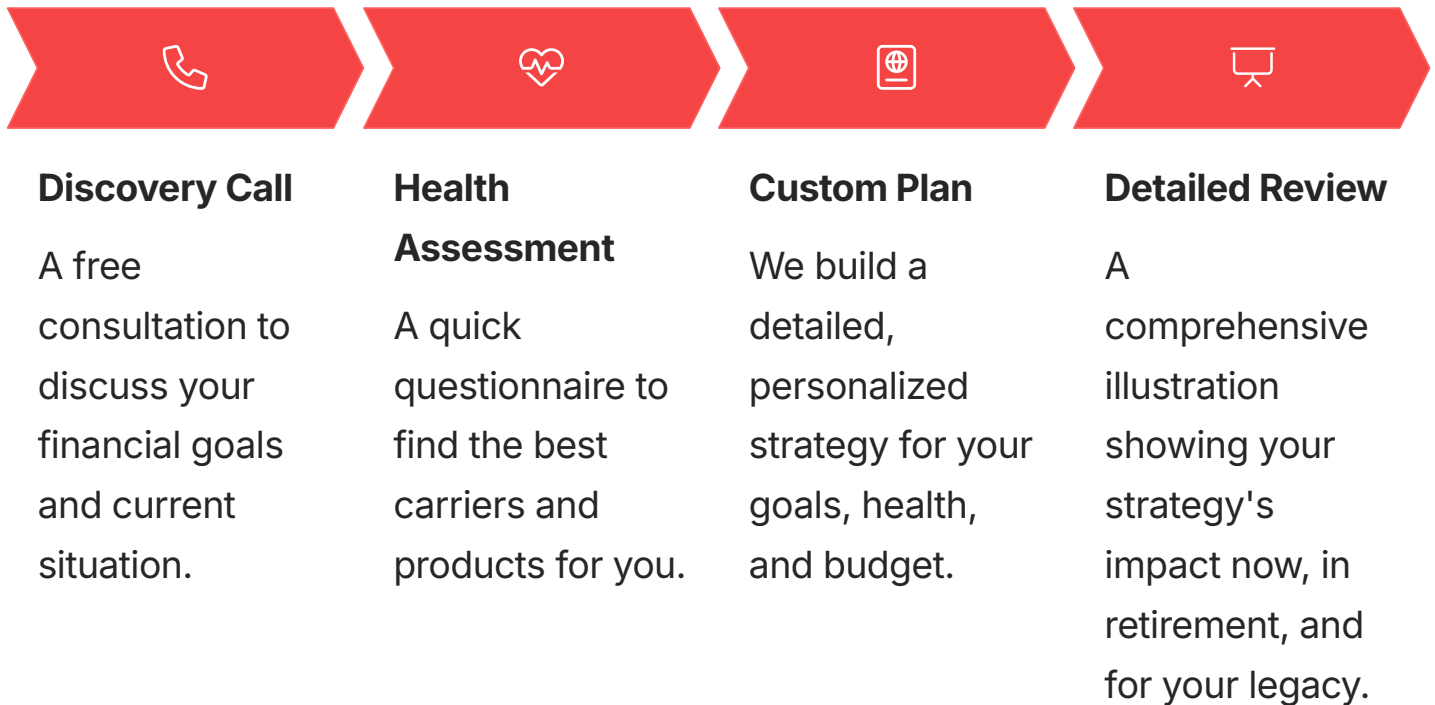 Discovery Call
A free
consultation to
discuss your
financial goals
and current
situation.
Health
Assessment
A quick
questionnaire to
find the best
carriers and
products for you.
Custom Plan
We build a
detailed,
personalized
strategy for your
goals, health,
and budget.
Detailed Review
A
comprehensive
illustration
showing your
strategy's
impact now, in
retirement, and
for your legacy.